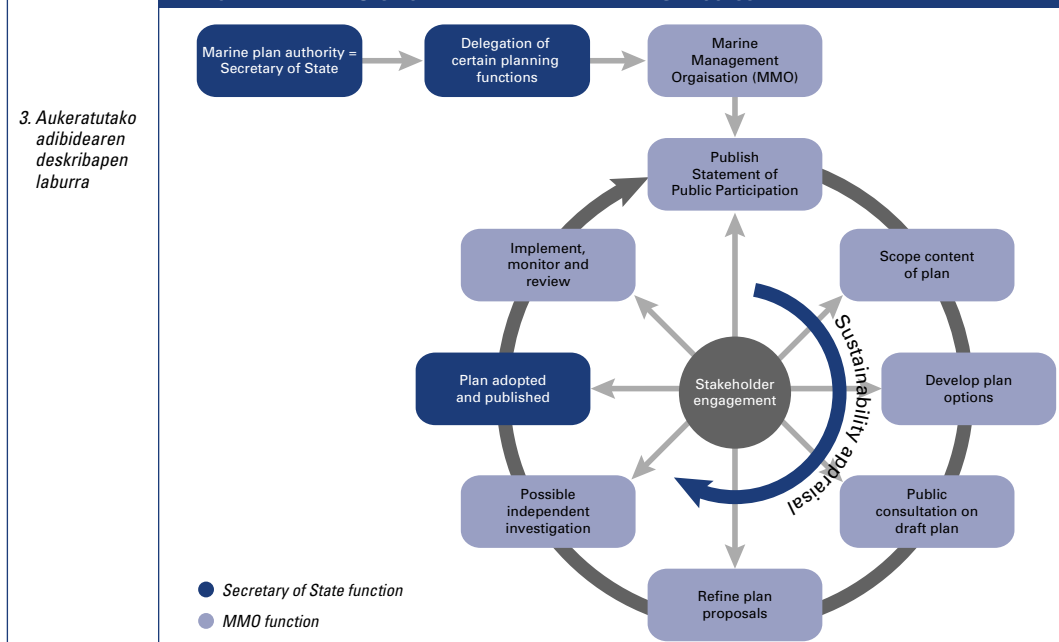 3. Aukeratutako
adibidearen
deskribapen
laburra
Marine plan authority =
Secretary of State
Delegation of
certain planning
functions
Marine
Management
Orgaisation (MMO)
Publish
Statement of
Public Participation
Implement,
monitor and
review
Scope content
of plan
Plan adopted
and published
Stakeholder
engagement
Sustainability appraisal
Develop plan
options
Possible
independent
investigation
Public
consultation on
draft plan
Refine plan
proposals
Secretary of State function
MMO function